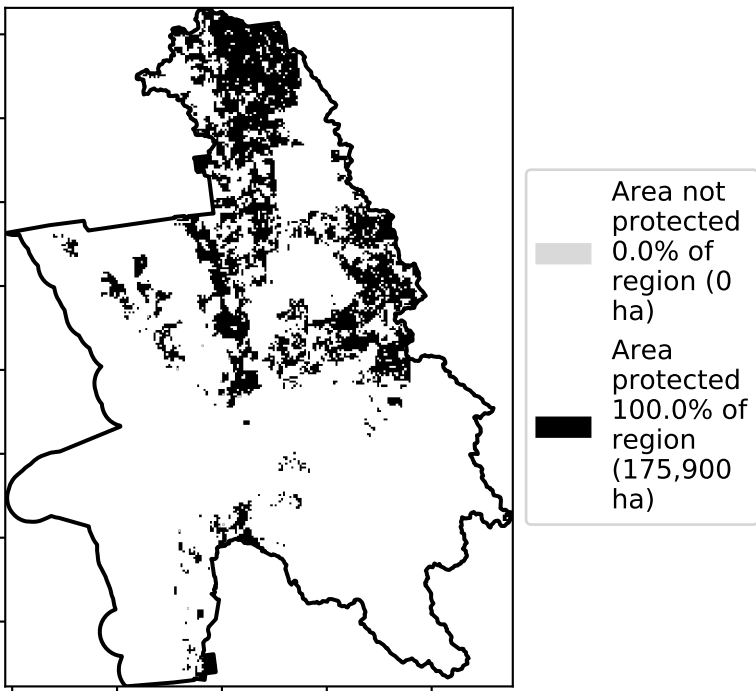 Area not
protected
0.0% of
region (0
ha)
Area
protected
100.0% of
region
(175,900
ha)